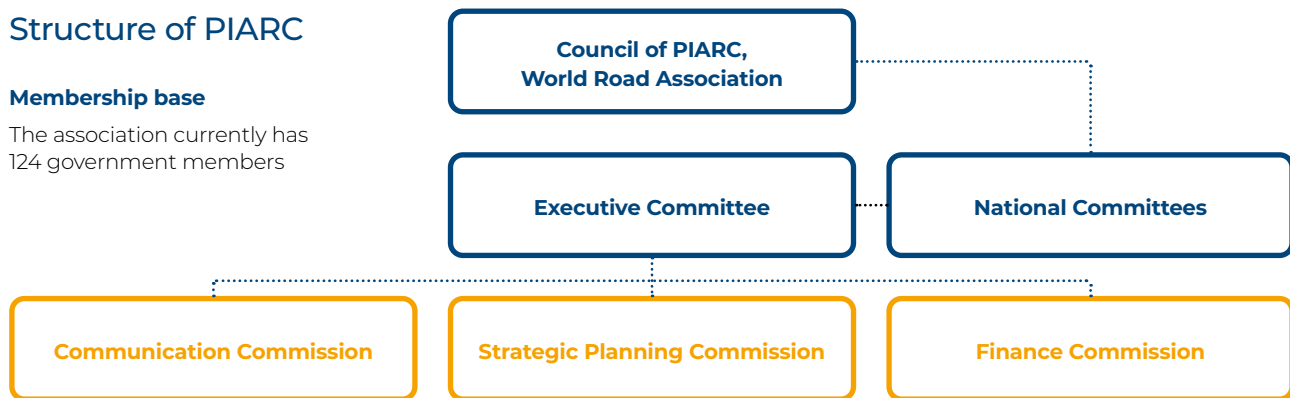 Structure of PIARC
Membership base
The association currently has
124 government members
Council of PIARC,
World Road Association
Executive Committee
National Committees
Communication Commission
Strategic Planning Commission
Finance Commission